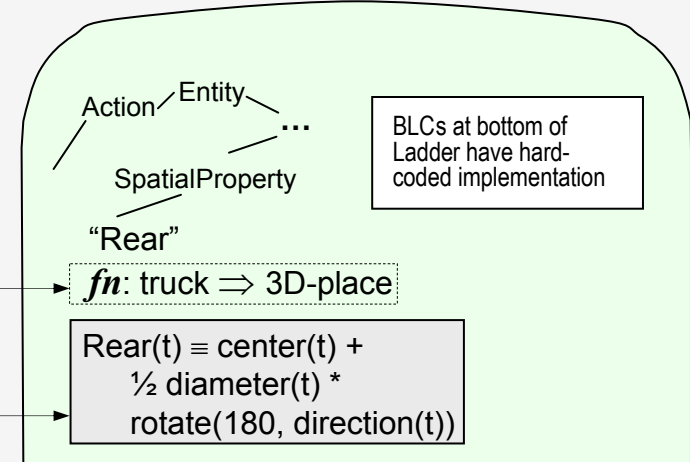 Action Entity
...
SpatialProperty
“Rear”
fn: truck ⇒ 3D-place
Rear(t) ≡ center(t) +
½ diameter(t) *
rotate(180, direction(t))
BLCs at bottom of
Ladder have hard-
coded implementation